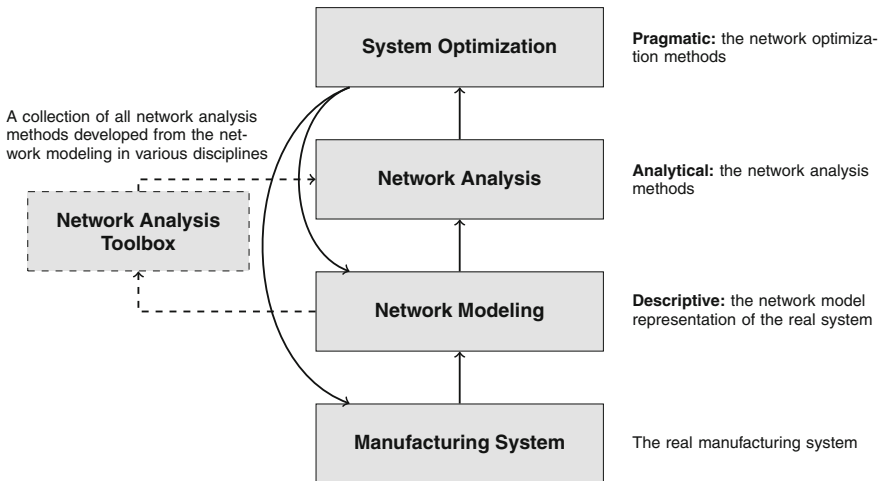 System Optimization
Pragmatic: the network optimiza-
tion methods
A collection of all network analysis
methods developed from the net-
work modeling in various disciplines
Network Analysis
Analytical: the network analysis
methods
Network Analysis
Toolbox
Network Modeling
Descriptive: the network model
representation of the real system
Manufacturing System
The real manufacturing system